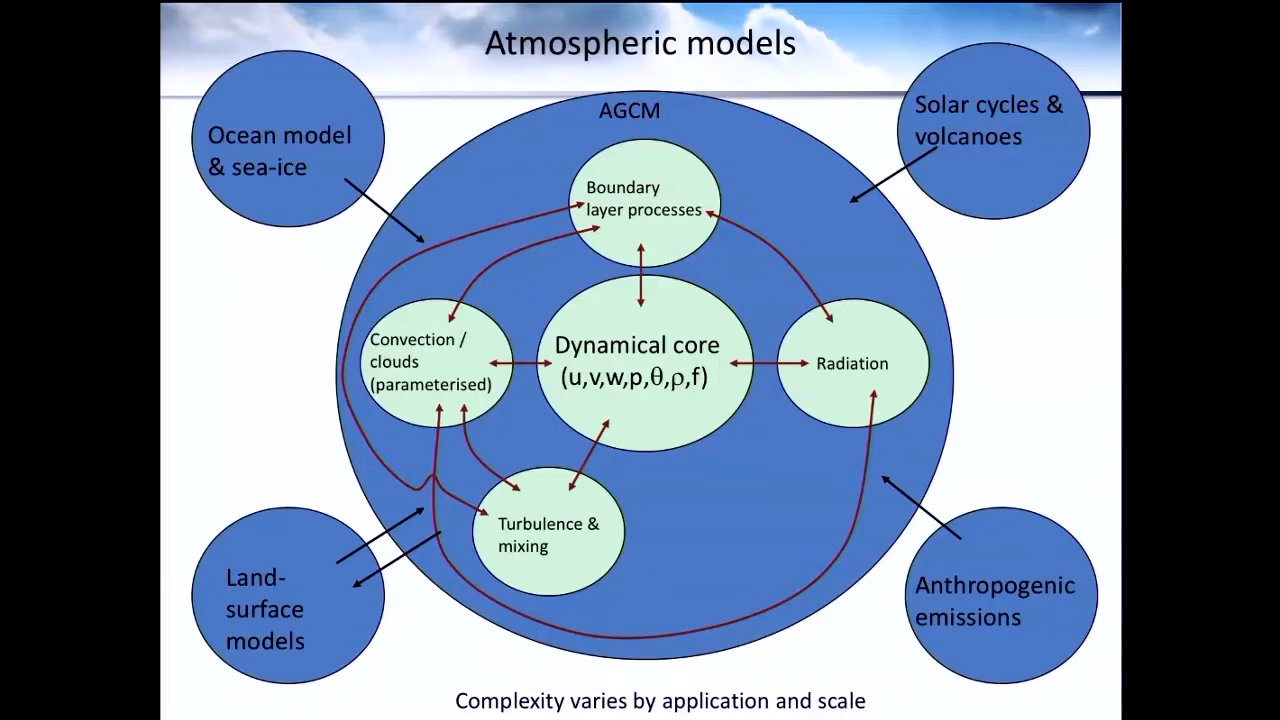 Atmospheric models
AGCM
Ocean model
& sea-ice
Solar cycles &
volcanoes
Boundary
layer processes
Convection /
clouds
(parameterised)
Dynamical core
(u,v,w,p,θ,ρ,f)
Radiation
Turbulence &
mixing
Land-
surface
models
Anthropogenic
emissions
Complexity varies by application and scale